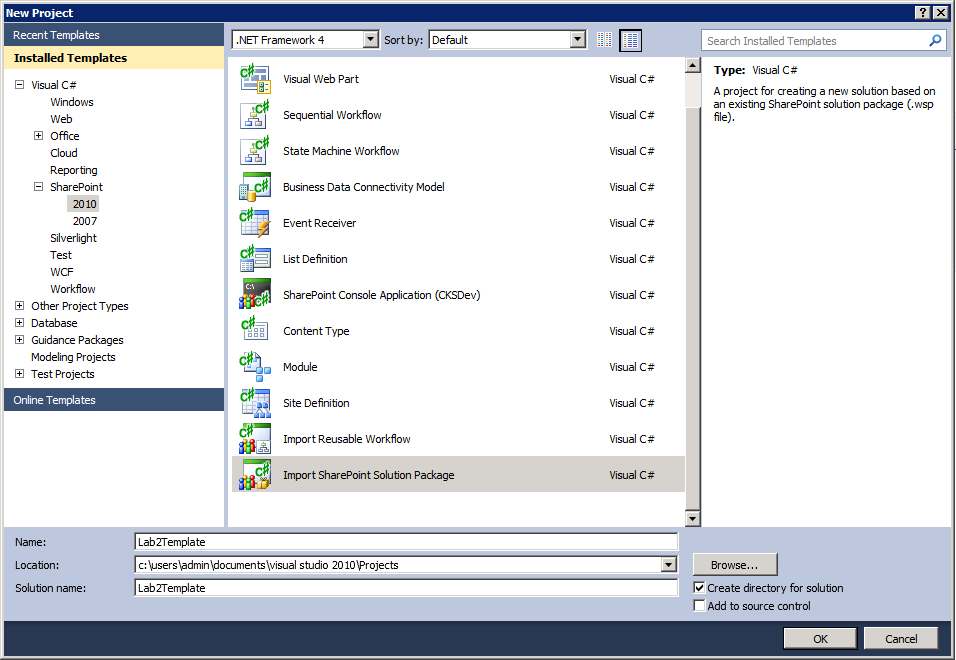 New Project
Recent Templates
Installed Templates
Visual C#
Windows
Web
Office
Cloud
Reporting
SharePoint
2010
2007
Silverlight
Test
WCF
Workflow
Other Project Types
Database
Guidance Packages
Modeling Projects
Test Projects
Online Templates
.NET Framework 4 Sort by: Default
Visual Web Part Visual C#
Sequential Workflow Visual C#
State Machine Workflow Visual C#
Business Data Connectivity Model Visual C#
Event Receiver Visual C#
List Definition Visual C#
SharePoint Console Application (CKSDev) Visual C#
Content Type Visual C#
Module Visual C#
Site Definition Visual C#
Import Reusable Workflow Visual C#
Import SharePoint Solution Package Visual C#
Search Installed Templates
Type: Visual C#
A project for creating a new solution based on
an existing SharePoint solution package (.wsp
file).
Name: Lab2Template
Location: c:\users\admin\documents\visual studio 2010\Projects
Browse...
Solution name: Lab2Template
Create directory for solution
Add to source control
OK Cancel